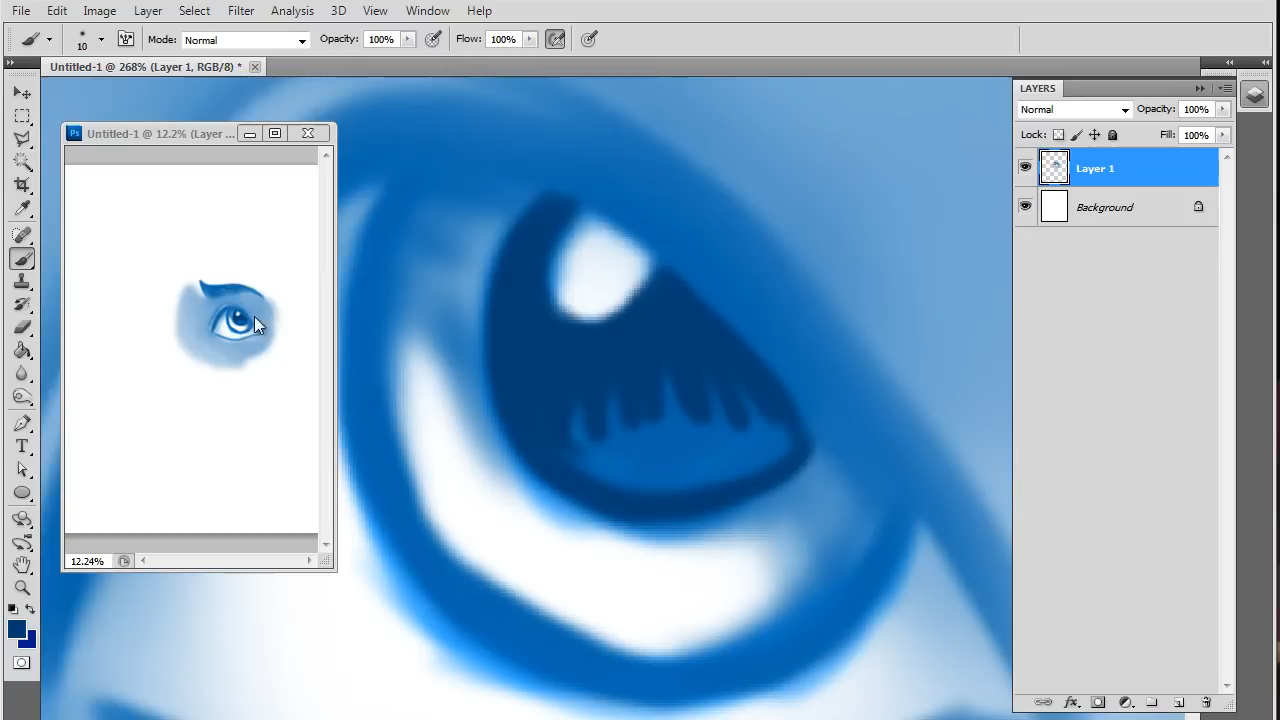 File Edit Image Layer Select Filter Analysis 3D View Window Help
10 Mode: Normal Opacity: 100% Flow: 100%
Untitled-1 @ 268% (Layer 1, RGB/8) *
LAYERS
Normal Opacity: 100%
Lock: Fill: 100%
Layer 1
Background
Ps Untitled-1 @ 12.2% (Layer ...
12.24%
T